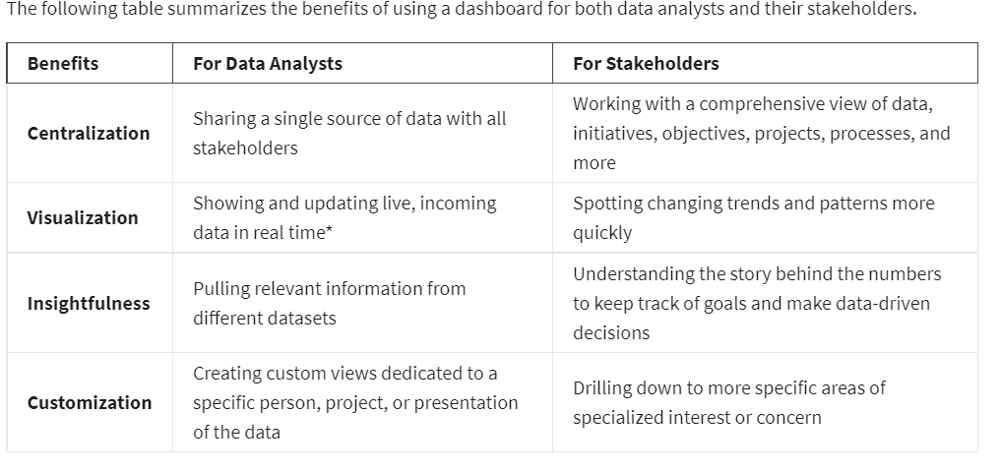 The following table summarizes the benefits of using a dashboard for both data analysts and their stakeholders.
Benefits
For Data Analysts
For Stakeholders
Centralization
Sharing a single source of data with all
stakeholders
Working with a comprehensive view of data,
initiatives, objectives, projects, processes, and
more
Visualization
Showing and updating live, incoming
data in real time*
Spotting changing trends and patterns more
quickly
Insightfulness
Pulling relevant information from
different datasets
Understanding the story behind the numbers
to keep track of goals and make data-driven
decisions
Customization
Creating custom views dedicated to a
specific person, project, or presentation
of the data
Drilling down to more specific areas of
specialized interest or concern